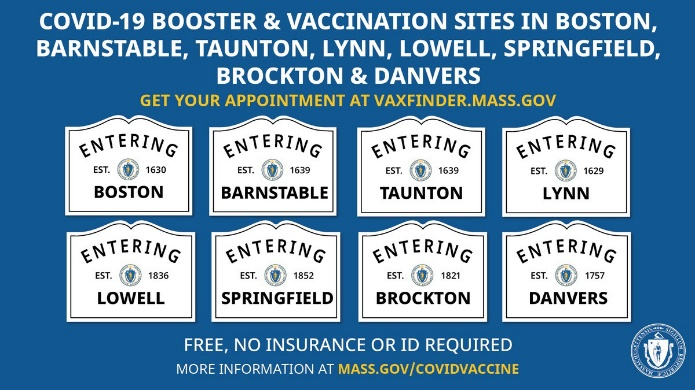 COVID-19 BOOSTER & VACCINATION SITES IN BOSTON,
BARNSTABLE, TAUNTON, LYNN, LOWELL, SPRINGFIELD,
BROCKTON & DANVERS
GET YOUR APPOINTMENT AT VAXFINDER.MASS.GOV
ENTERING
EST. 1630
BOSTON
ENTERING
EST. 1639
BARNSTABLE
ENTERING
EST. 1639
TAUNTON
ENTERING
EST. 1629
LYNN
ENTERING
EST. 1836
LOWELL
ENTERING
EST. 1852
SPRINGFIELD
ENTERING
EST. 1821
BROCKTON
ENTERING
EST. 1757
DANVERS
FREE, NO INSURANCE OR ID REQUIRED
MORE INFORMATION AT MASS.GOV/COVIDVACCINE